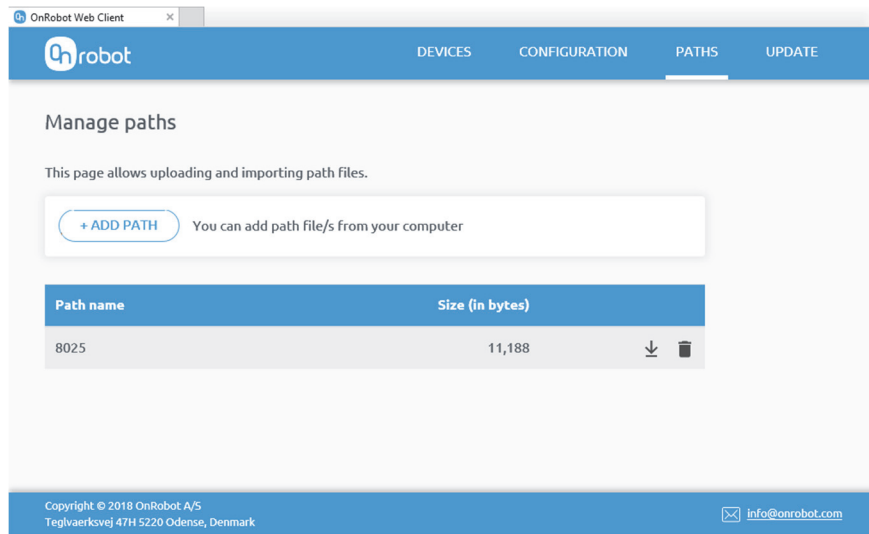 OnRobot Web Client
On robot
DEVICES CONFIGURATION PATHS UPDATE
Manage paths
This page allows uploading and importing path files.
+ ADD PATH You can add path file/s from your computer
Path name Size (in bytes)
8025 11,188
Copyright © 2018 OnRobot A/S
Teglvaerksvej 47H 5220 Odense, Denmark
info@onrobot.com